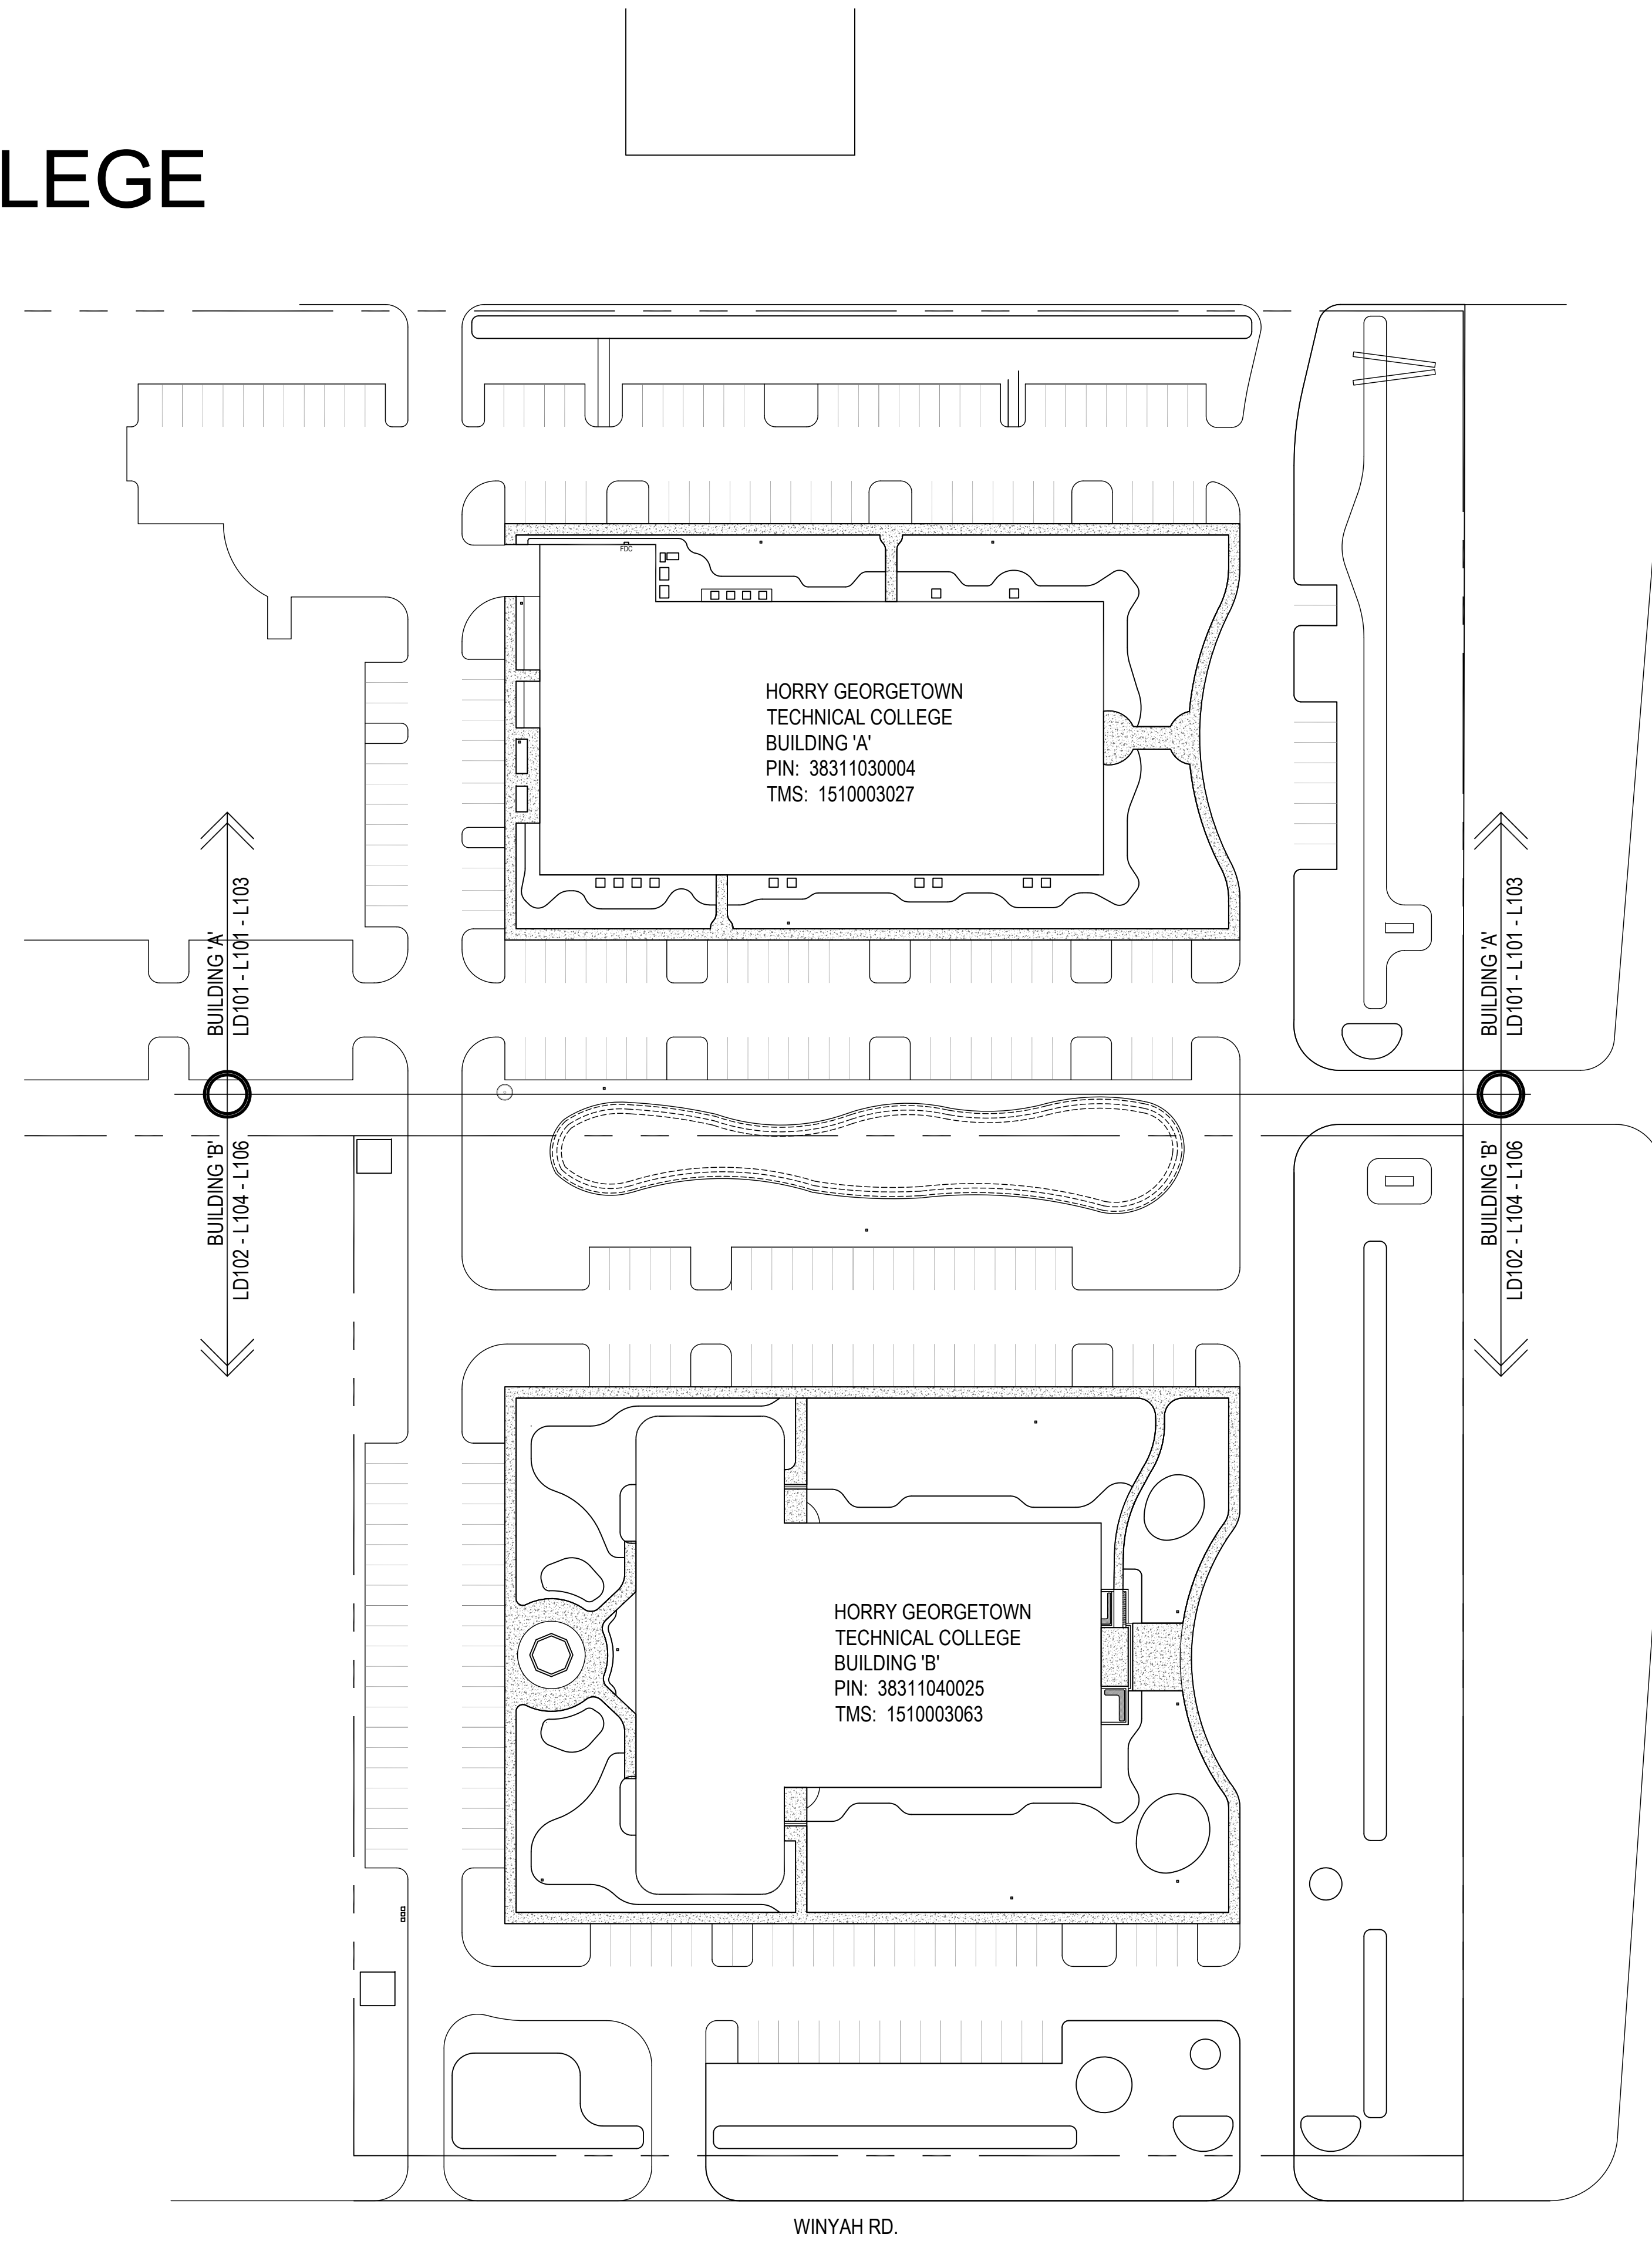 LEGE
FDC
HORRY GEORGETOWN
TECHNICAL COLLEGE
BUILDING 'A'
PIN: 38311030004
TMS: 1510003027
BUILDING 'A'
LD101 - L101 - L103
BUILDING 'A'
LD101 - L101 - L103
BUILDING 'B'
LD102 - L104 - L106
BUILDING 'B'
LD102 - L104 - L106
HORRY GEORGETOWN
TECHNICAL COLLEGE
BUILDING 'B'
PIN: 38311040025
TMS: 1510003063
WINYAH RD.